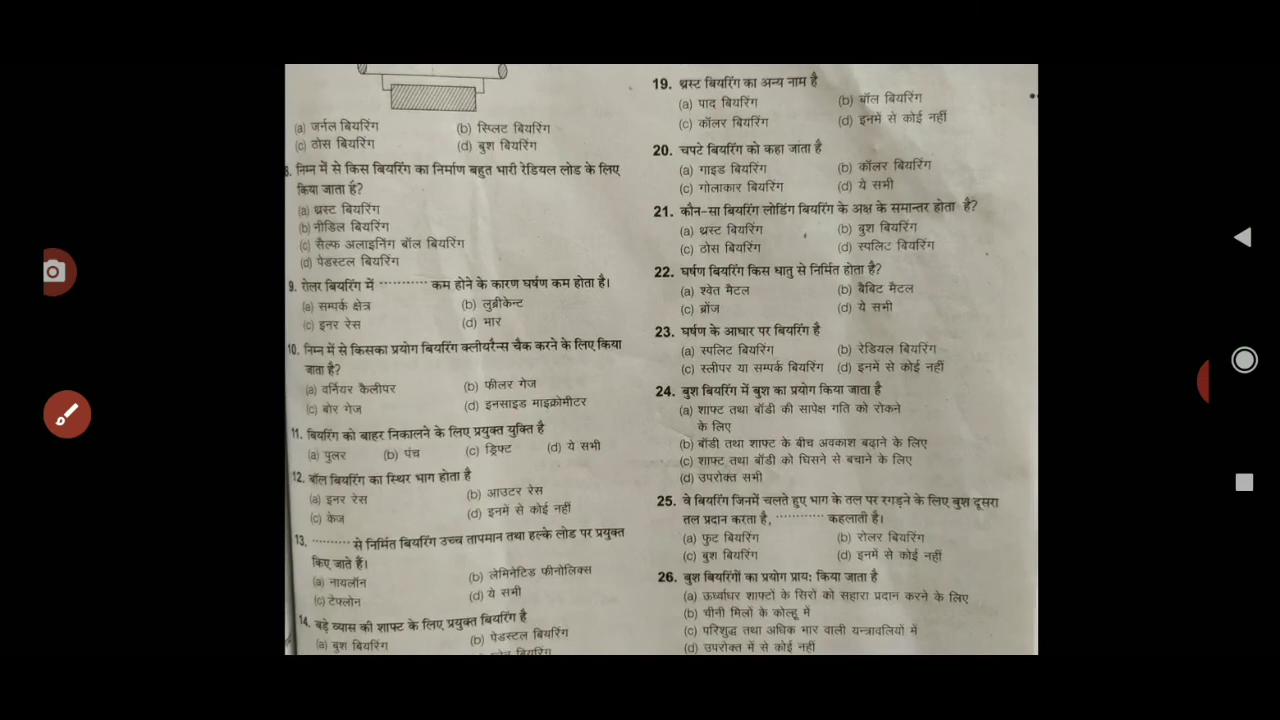 (a) जर्नल बियरिंग (b) स्प्लिट बियरिंग
(c) ठोस बियरिंग (d) बुश बियरिंग
8. निम्न में से किस बियरिंग का निर्माण बहुत भारी रेडियल लोड के लिए
किया जाता है?
(a) थ्रस्ट बियरिंग
(b) नीडिल बियरिंग
(c) सैल्फ अलाइनिंग बॉल बियरिंग
(d) पेडस्टल बियरिंग
9. रोलर बियरिंग में ·········· कम होने के कारण घर्षण कम होता है।
(a) सम्पर्क क्षेत्र (b) लुब्रीकेन्ट
(c) इनर रेस (d) भार
10. निम्न में से किसका प्रयोग बियरिंग क्लीयरैन्स चैक करने के लिए किया
जाता है?
(a) वर्नियर कैलीपर (b) फीलर गेज
(c) बोर गेज (d) इनसाइड माइक्रोमीटर
11. बियरिंग को बाहर निकालने के लिए प्रयुक्त युक्ति है
(a) पुलर (b) पंच (c) ड्रिफ्ट (d) ये सभी
12. बॉल बियरिंग का स्थिर भाग होता है
(a) इनर रेस (b) आउटर रेस
(c) केज (d) इनमें से कोई नहीं
13. ·········· से निर्मित बियरिंग उच्च तापमान तथा हल्के लोड पर प्रयुक्त
किए जाते हैं।
(a) नायलॉन (b) लेमिनेटिड फीनोलिक्स
(c) टैफ्लोन (d) ये सभी
14. बड़े व्यास की शाफ्ट के लिए प्रयुक्त बियरिंग है
(a) बुश बियरिंग (b) पेडस्टल बियरिंग
बियरिंग
19. थ्रस्ट बियरिंग का अन्य नाम है
(a) पाद बियरिंग (b) बॉल बियरिंग
(c) कॉलर बियरिंग (d) इनमें से कोई नहीं
20. चपटे बियरिंग को कहा जाता है
(a) गाइड बियरिंग (b) कॉलर बियरिंग
(c) गोलाकार बियरिंग (d) ये सभी
21. कौन-सा बियरिंग लोडिंग बियरिंग के अक्ष के समान्तर होता है?
(a) थ्रस्ट बियरिंग (b) बुश बियरिंग
(c) ठोस बियरिंग (d) स्पलिट बियरिंग
22. घर्षण बियरिंग किस धातु से निर्मित होता है?
(a) श्वेत मैटल (b) बैबिट मैटल
(c) ब्रोंज (d) ये सभी
23. घर्षण के आधार पर बियरिंग है
(a) स्पलिट बियरिंग (b) रेडियल बियरिंग
(c) स्लीपर या सम्पर्क बियरिंग (d) इनमें से कोई नहीं
24. बुश बियरिंग में बुश का प्रयोग किया जाता है
(a) शाफ्ट तथा बॉडी की सापेक्ष गति को रोकने
के लिए
(b) बॉडी तथा शाफ्ट के बीच अवकाश बढ़ाने के लिए
(c) शाफ्ट तथा बॉडी को घिसने से बचाने के लिए
(d) उपरोक्त सभी
25. वे बियरिंग जिनमें चलते हुए भाग के तल पर रगड़ने के लिए बुश दूसरा
तल प्रदान करता है, ·········· कहलाती है।
(a) फुट बियरिंग (b) रोलर बियरिंग
(c) बुश बियरिंग (d) इनमें से कोई नहीं
26. बुश बियरिंगों का प्रयोग प्रायः किया जाता है
(a) ऊर्ध्वाधर शाफ्टों के सिरों को सहारा प्रदान करने के लिए
(b) चीनी मिलों के कोल्हू में
(c) परिशुद्ध तथा अधिक भार वाली यन्त्रावलियों में
(d) उपरोक्त में से कोई नहीं